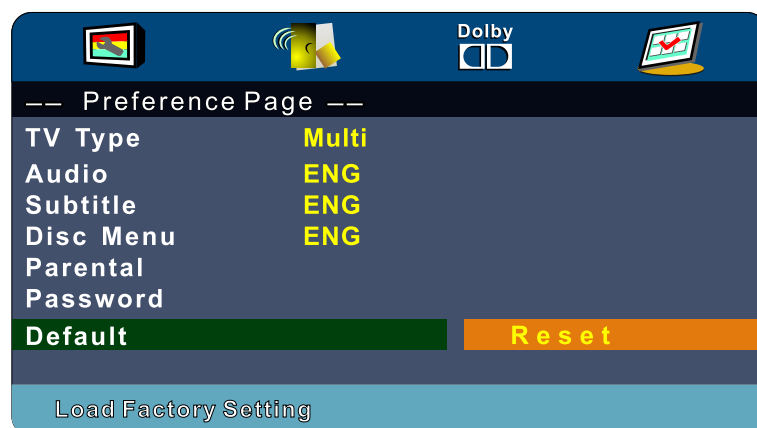 Dolby
-- Preference Page --
TV Type Multi
Audio ENG
Subtitle ENG
Disc Menu ENG
Parental
Password
Default Reset
Load Factory Setting